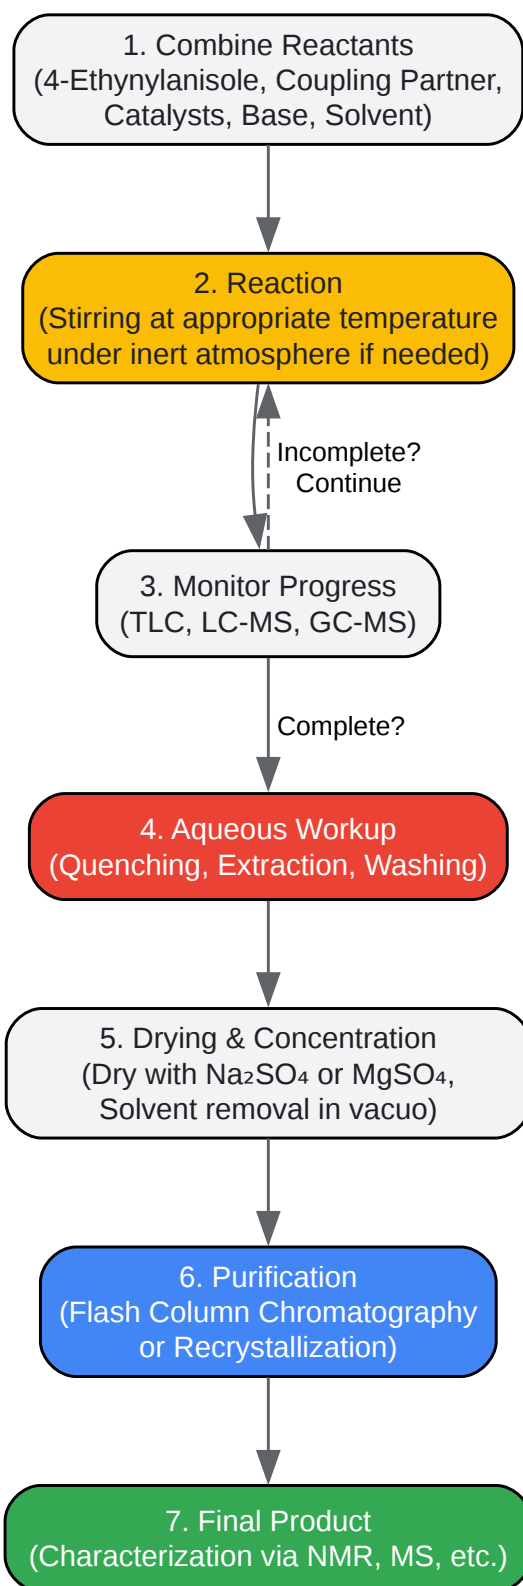 1. Combine Reactants
(4-Ethynylanisole, Coupling Partner,
Catalysts, Base, Solvent)
2. Reaction
(Stirring at appropriate temperature
under inert atmosphere if needed)
Incomplete?
Continue
3. Monitor Progress
(TLC, LC-MS, GC-MS)
Complete?
4. Aqueous Workup
(Quenching, Extraction, Washing)
5. Drying & Concentration
(Dry with Na₂SO₄ or MgSO₄,
Solvent removal in vacuo)
6. Purification
(Flash Column Chromatography
or Recrystallization)
7. Final Product
(Characterization via NMR, MS, etc.)